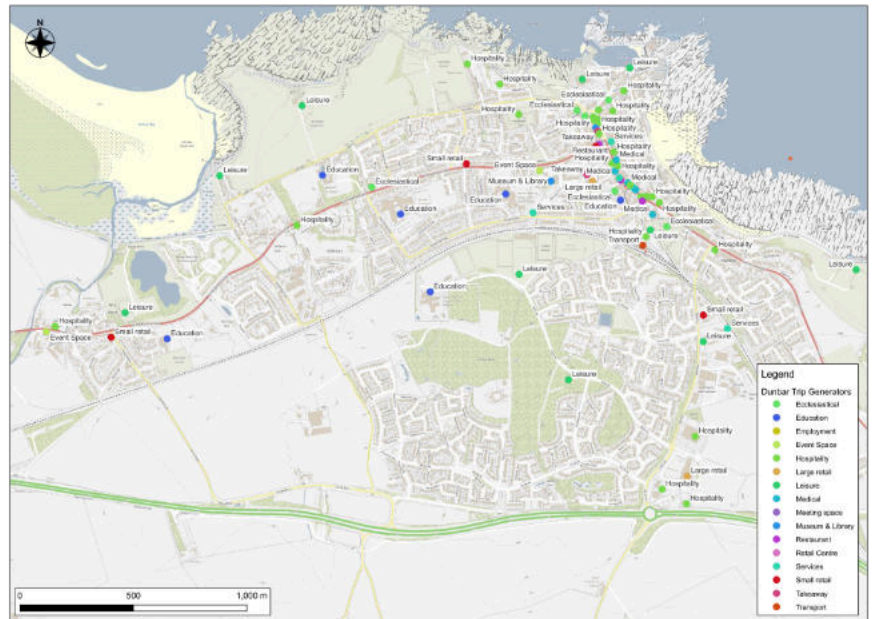 N
Hospitality
Leisure
Hospitality
Leisure
Hospitality
Ecclesiastical
Ecclesiastical
Hospitality
Hospitality
Hospitality
Hospitality
Hospitality
Takeaway
Services
Restaurant
Hospitality
Medical
Small retail
Event Space
Hospitality
Hospitality
Leisure
Education
Takeaway
Medical
Museum & Library
Medical
Large retail
Ecclesiastical
Ecclesiastical
Education
Education
Hospitality
Education
Services
Medical
Ecclesiastical
Hospitality
Hospitality
Leisure
Transport
Hospitality
Leisure
Leisure
Education
Leisure
Hospitality
Event Space
Small retail
Education
Small retail
Services
Leisure
Leisure
Hospitality
Large retail
Hospitality
Hospitality
Legend
Dunbar Trip Generators
Ecclesiastical
Education
Employment
Event Space
Hospitality
Large retail
Leisure
Medical
Meeting space
Museum & Library
Restaurant
Retail Centre
Services
Small retail
Takeaway
Transport
0 500 1,000 m